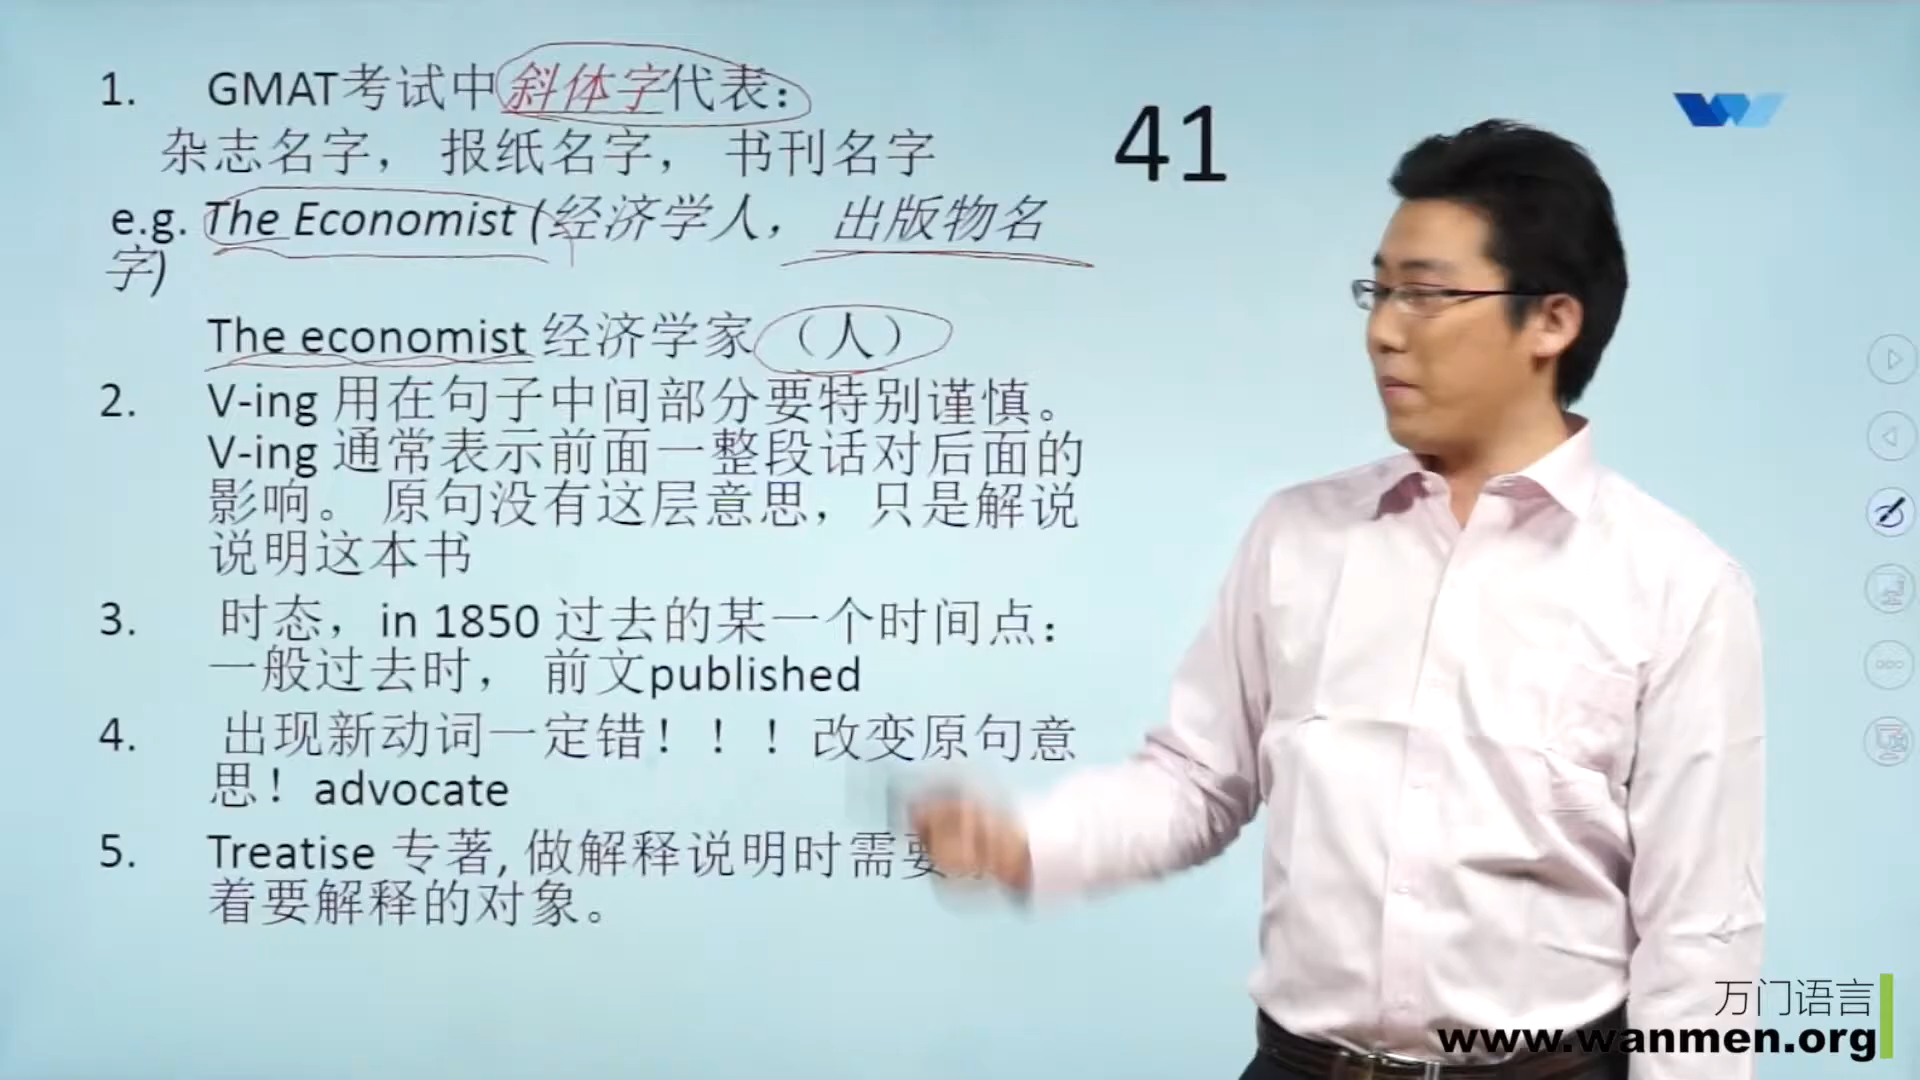 1. GMAT考试中斜体字代表：
杂志名字， 报纸名字， 书刊名字
41
e.g. The Economist (经济学人， 出版物名
字)
The economist 经济学家 （人）
2. V-ing 用在句子中间部分要特别谨慎。
V-ing 通常表示前面一整段话对后面的
影响。 原句没有这层意思， 只是解说
说明这本书
3. 时态， in 1850 过去的某一个时间点：
一般过去时， 前文published
4. 出现新动词一定错！！！改变原句意
思！advocate
5. Treatise 专著, 做解释说明时需要
着要解释的对象。
万门语言
www.wanmen.org